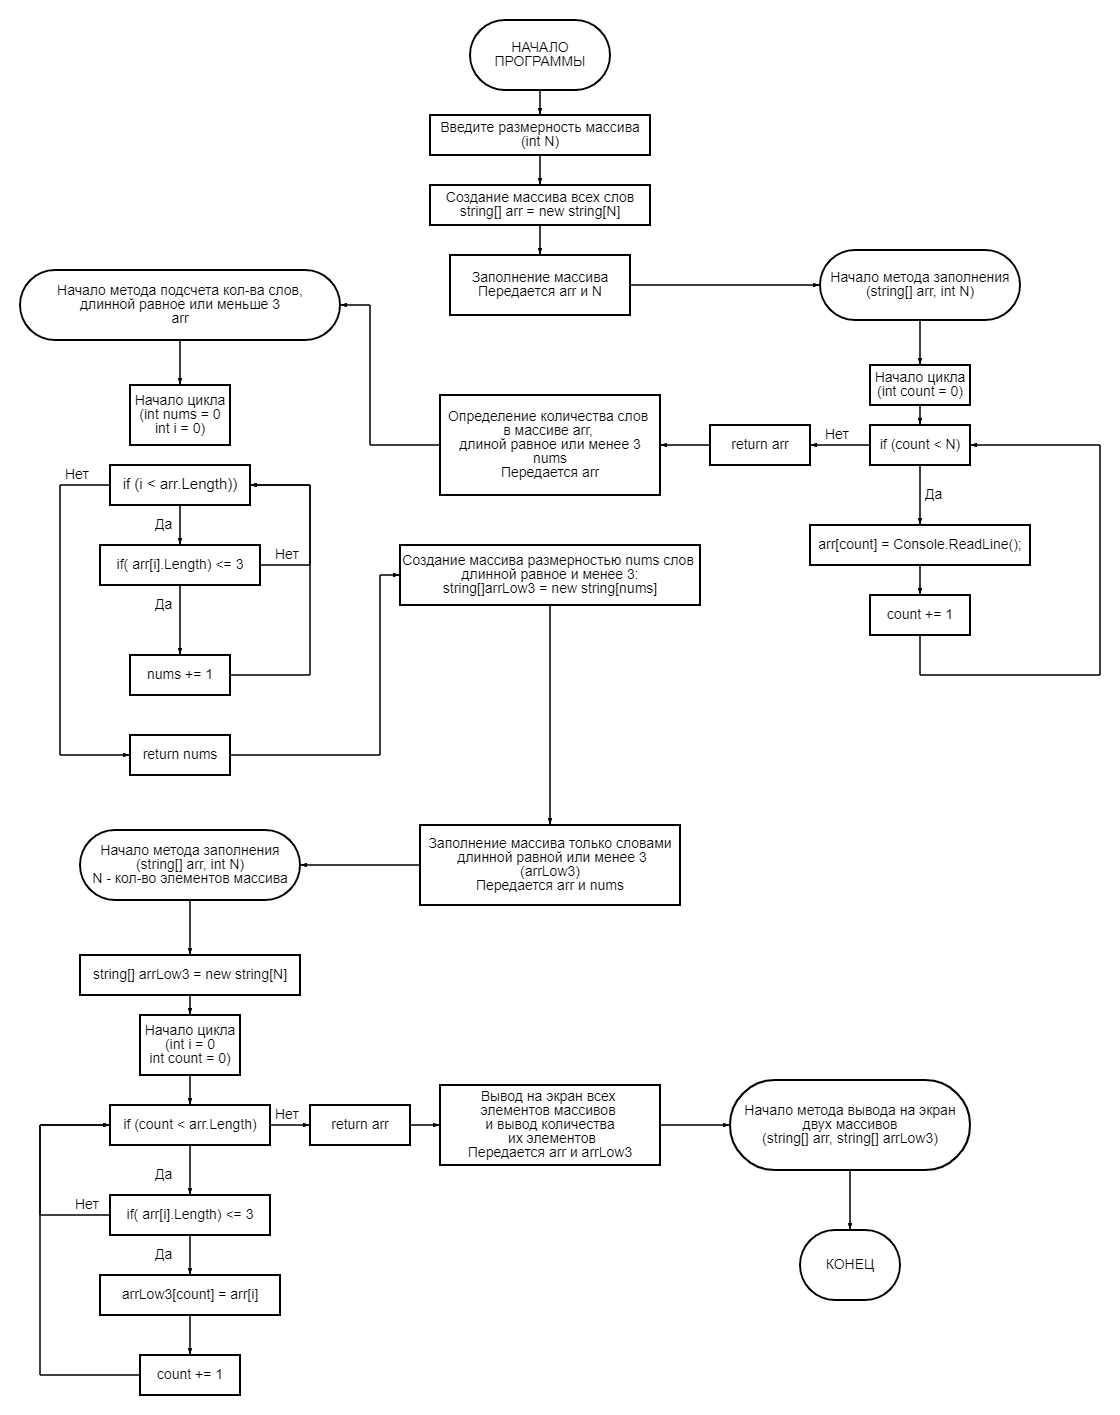 НАЧАЛО
ПРОГРАММЫ
Введите размерность массива
(int N)
Создание массива всех слов
string[] arr = new string[N]
Заполнение массива
Передается arr и N
Начало метода заполнения
(string[] arr, int N)
Начало цикла
(int count = 0)
if (count < N)
Нет
Да
arr[count] = Console.ReadLine();
count += 1
return arr
Определение количества слов
в массиве arr,
длиной равное или менее 3
nums
Передается arr
Начало метода подсчета кол-ва слов,
длинной равное или меньше 3
arr
Начало цикла
(int nums = 0
int i = 0)
if (i < arr.Length))
Нет
Да
if( arr[i].Length) <= 3
Нет
Да
nums += 1
return nums
Создание массива размерностью nums слов
длинной равное и менее 3:
string[]arrLow3 = new string[nums]
Заполнение массива только словами
длинной равной или менее 3
(arrLow3)
Передается arr и nums
Начало метода заполнения
(string[] arr, int N)
N - кол-во элементов массива
string[] arrLow3 = new string[N]
Начало цикла
(int i = 0
int count = 0)
if (count < arr.Length)
Нет
Да
if( arr[i].Length) <= 3
Нет
Да
arrLow3[count] = arr[i]
count += 1
return arr
Вывод на экран всех
элементов массивов
и вывод количества
их элементов
Передается arr и arrLow3
Начало метода вывода на экран
двух массивов
(string[] arr, string[] arrLow3)
КОНЕЦ